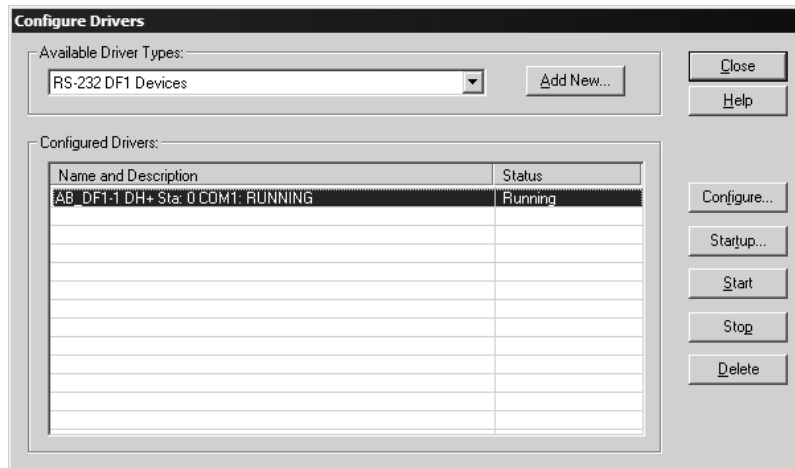 Configure Drivers
Available Driver Types:
RS-232 DF1 Devices
Add New...
Close
Help
Configured Drivers:
Name and Description Status
AB_DF1-1 DH+ Sta: 0 COM1: RUNNING Running
Configure...
Startup...
Start
Stop
Delete